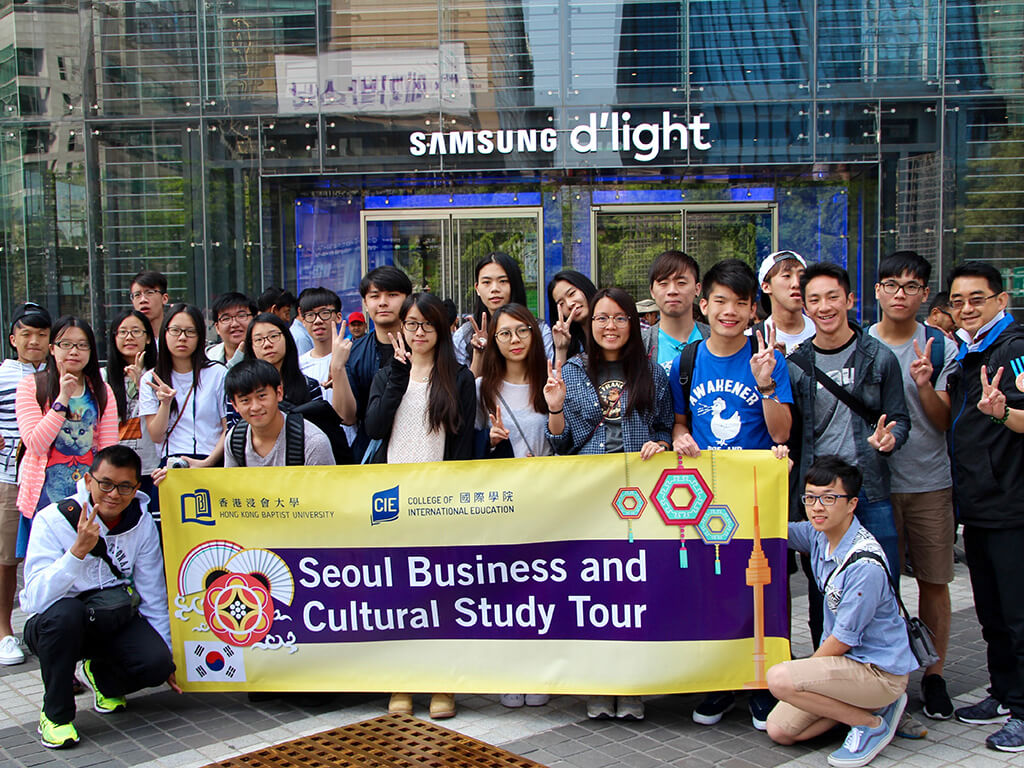 SAMSUNG d'light
香港浸會大學
HONG KONG BAPTIST UNIVERSITY
CIE
COLLEGE OF 國際學院
INTERNATIONAL EDUCATION
Seoul Business and
Cultural Study Tour